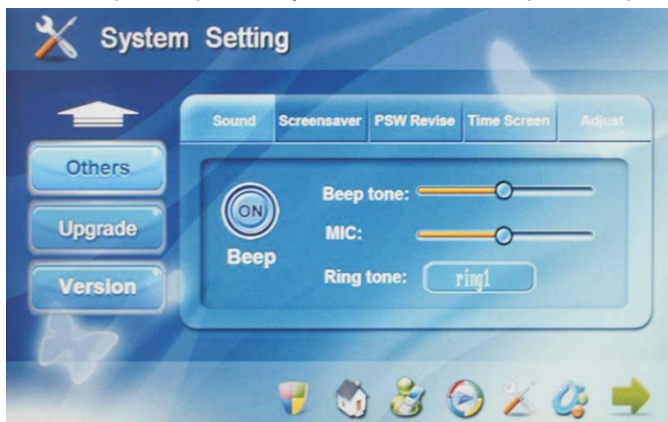 System Setting
Sound Screensaver PSW Revise Time Screen Adjust
Others
Upgrade
Version
ON
Beep
Beep tone:
MIC:
Ring tone: ring1